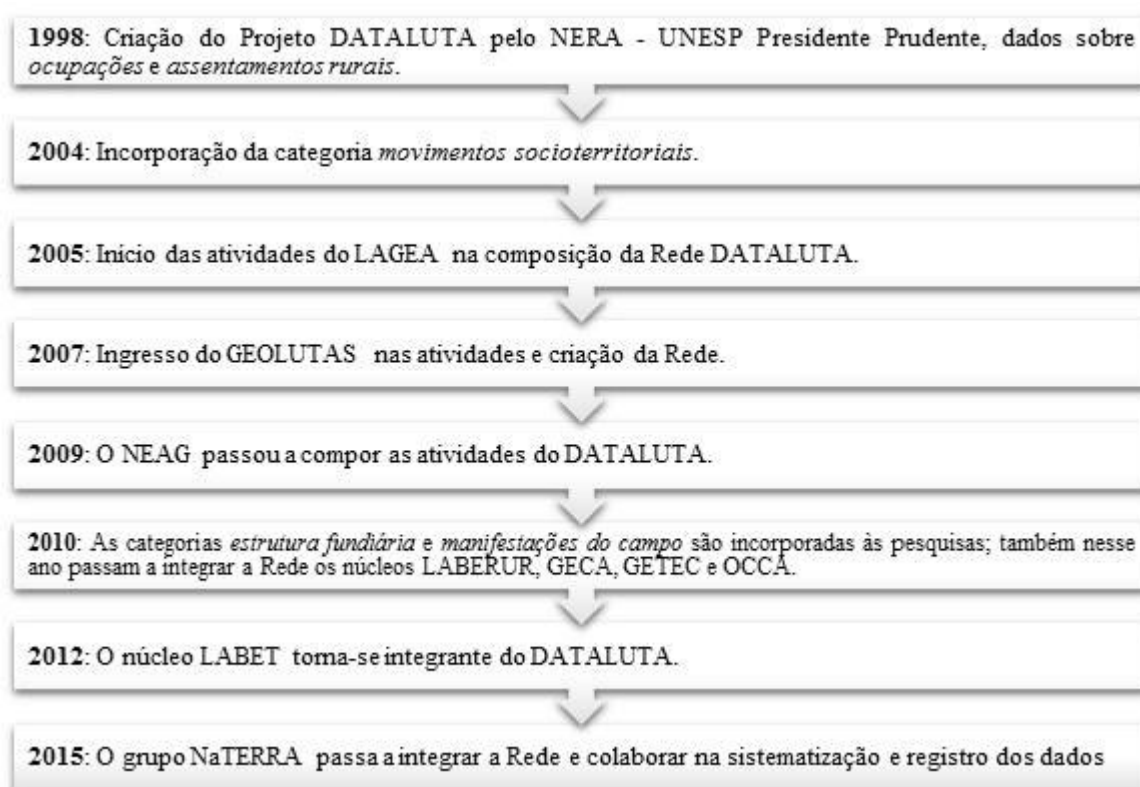 1998: Criação do Projeto DATALUTA pelo NERA - UNESP Presidente Prudente, dados sobre
ocupações e assentamentos rurais.
2004: Incorporação da categoria movimentos socioterritoriais.
2005: Início das atividades do LAGEA na composição da Rede DATALUTA.
2007: Ingresso do GEOLUTAS nas atividades e criação da Rede.
2009: O NEAG passou a compor as atividades do DATALUTA.
2010: As categorias estrutura fundiária e manifestações do campo são incorporadas às pesquisas; também nesse
ano passam a integrar a Rede os núcleos LABERUR, GECA, GETEC e OCCA.
2012: O núcleo LABET torna-se integrante do DATALUTA.
2015: O grupo NaTERRA passa a integrar a Rede e colaborar na sistematização e registro dos dados